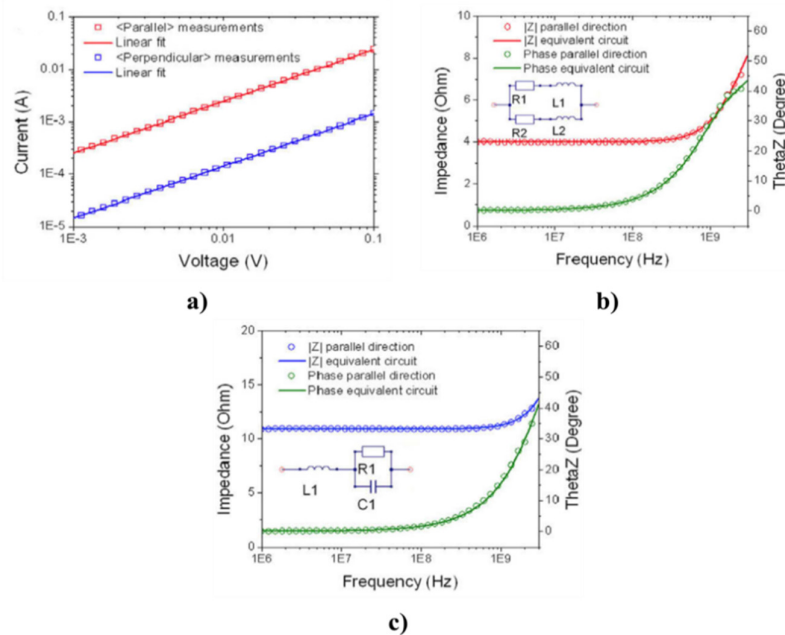 <Parallel> measurements
Linear fit
<Perpendicular> measurements
Linear fit
Current (A)
0.1
0.01
1E-3
1E-4
1E-5
1E-3
0.01
0.1
Voltage (V)
a)
|Z| parallel direction
|Z| equivalent circuit
Phase parallel direction
Phase equivalent circuit
R1
L1
R2
L2
Impedance (Ohm)
10
8
6
4
2
0
ThetaZ (Degree)
60
50
40
30
20
10
0
1E6
1E7
1E8
1E9
Frequency (Hz)
b)
|Z| parallel direction
|Z| equivalent circuit
Phase parallel direction
Phase equivalent circuit
L1
R1
C1
Impedance (Ohm)
20
15
10
5
0
ThetaZ (Degree)
60
50
40
30
20
10
0
1E6
1E7
1E8
1E9
Frequency (Hz)
c)